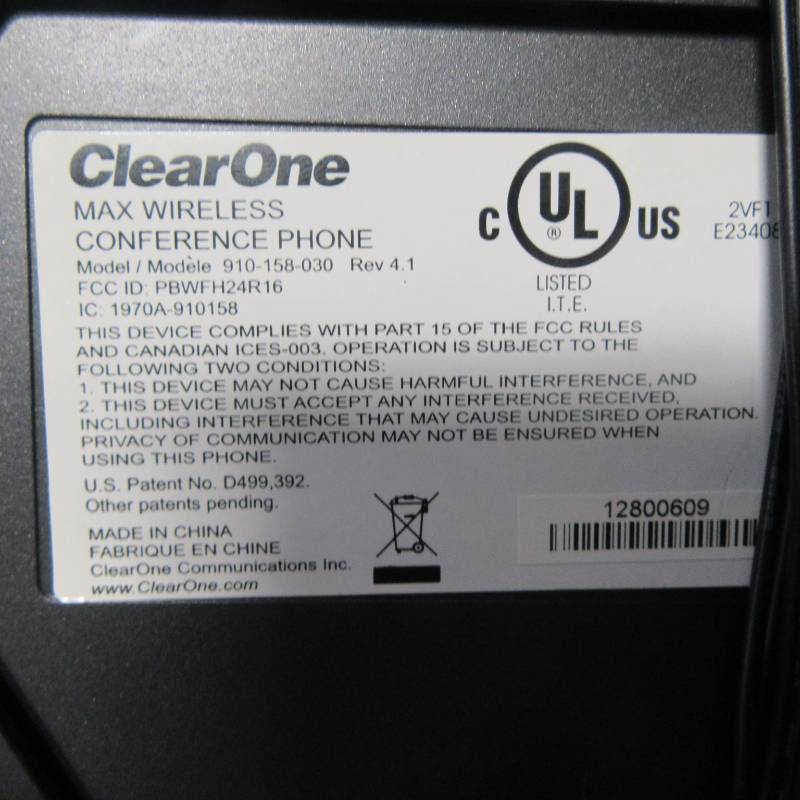 ClearOne
MAX WIRELESS
CONFERENCE PHONE
Model / Modèle 910-158-030 Rev 4.1
FCC ID: PBWFH24R16
IC: 1970A-910158
THIS DEVICE COMPLIES WITH PART 15 OF THE FCC RULES
AND CANADIAN ICES-003. OPERATION IS SUBJECT TO THE
FOLLOWING TWO CONDITIONS:
1. THIS DEVICE MAY NOT CAUSE HARMFUL INTERFERENCE, AND
2. THIS DEVICE MUST ACCEPT ANY INTERFERENCE RECEIVED,
INCLUDING INTERFERENCE THAT MAY CAUSE UNDESIRED OPERATION.
PRIVACY OF COMMUNICATION MAY NOT BE ENSURED WHEN
USING THIS PHONE.
U.S. Patent No. D499,392.
Other patents pending.
MADE IN CHINA
FABRIQUE EN CHINE
ClearOne Communications Inc.
www.ClearOne.com
C UL® US
LISTED
I.T.E.
2VF1
12800609